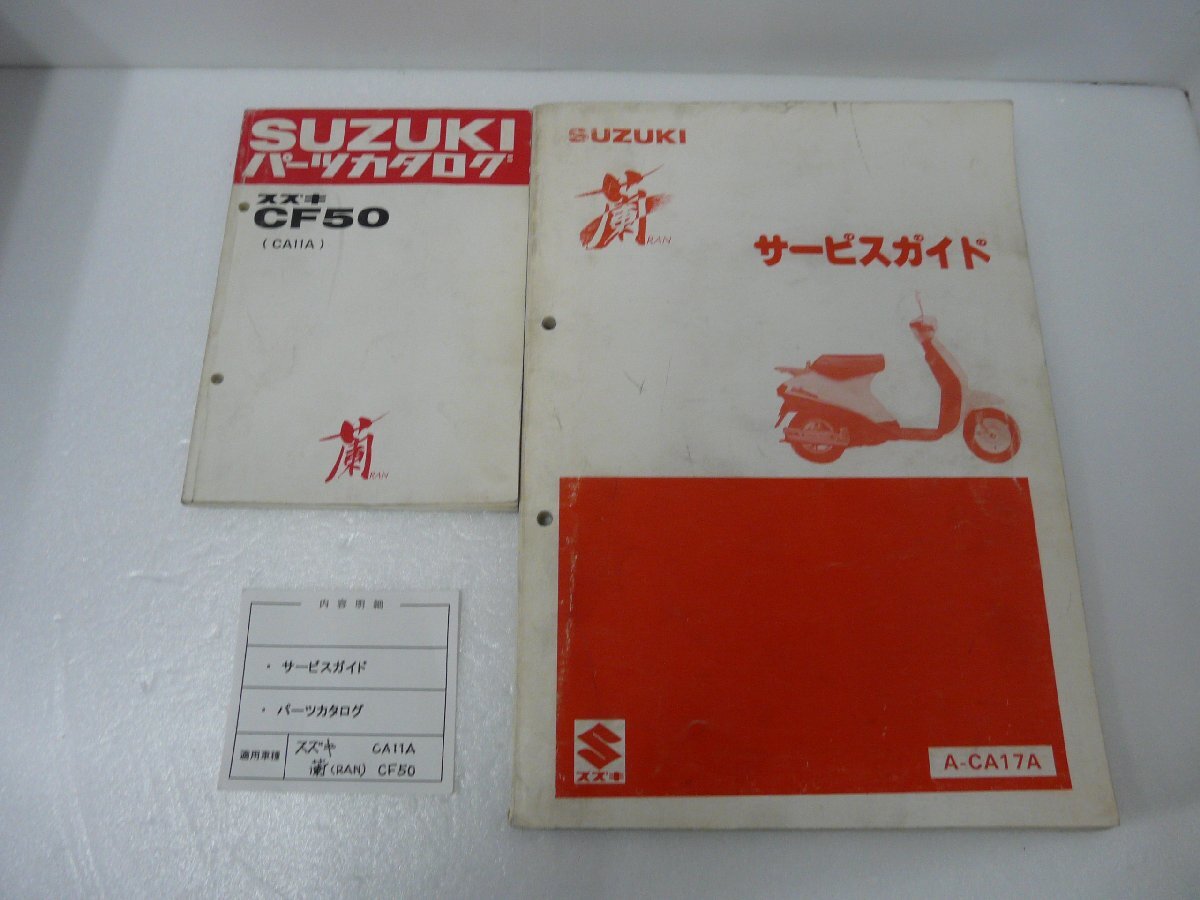 SUZUKI
パーツカタログ
スズキ
CF50
(CA11A)
蘭
RAN
SUZUKI
蘭
RAN
サービスガイド
スズキ
A-CA17A
内容明細
・ サービスガイド
・ パーツカタログ
適用車種
スズキ CA11A
蘭(RAN) CF50